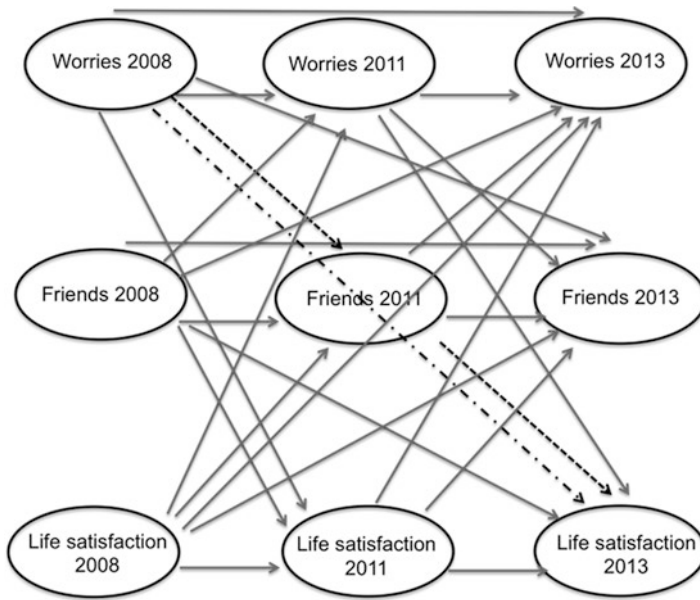 Worries 2008
Worries 2011
Worries 2013
Friends 2008
Friends 2011
Friends 2013
Life satisfaction
2008
Life satisfaction
2011
Life satisfaction
2013